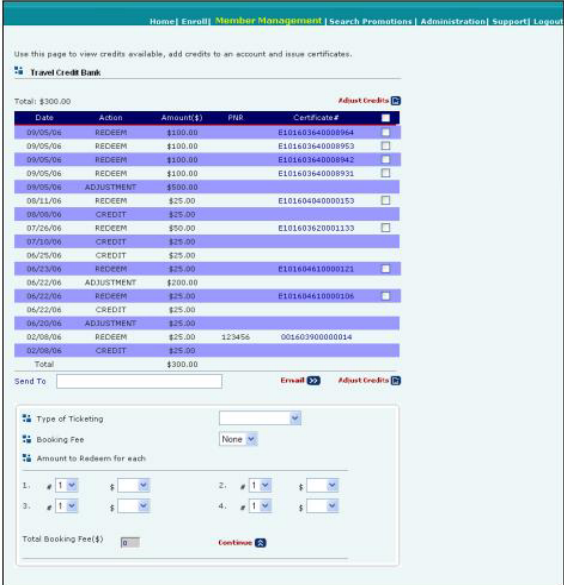 Home| Enroll| Member Management |Search Promotions | Administration| Support| Logout
Use this page to view credits available, add credits to an account and issue certificates.
Travel Credit Bank
Total: $300.00 Adjust Credits
Date Action Amount($) PNR Certificate#
09/05/06 REDEEM $100.00 E101603640008964
09/05/06 REDEEM $100.00 E101603640008953
09/05/06 REDEEM $100.00 E101603640008942
09/05/06 REDEEM $100.00 E101603640008931
09/05/06 ADJUSTMENT $500.00
08/11/06 REDEEM $25.00 E101604040000153
08/08/06 CREDIT $25.00
07/26/06 REDEEM $50.00 E101603620001133
07/10/06 CREDIT $25.00
06/25/06 CREDIT $25.00
06/23/06 REDEEM $25.00 E101604610000121
06/22/06 ADJUSTMENT $200.00
06/22/06 REDEEM $25.00 E101604610000106
06/22/06 CREDIT $25.00
06/20/06 ADJUSTMENT $25.00
02/08/06 REDEEM $25.00 123456 001603900000014
02/08/06 CREDIT $25.00
Total $300.00
Send To Email Adjust Credits
Type of Ticketing
Booking Fee None
Amount to Redeem for each
1. # 1 $ 2. # 1 $
3. # 1 $ 4. # 1 $
Total Booking Fee($) 0 Continue